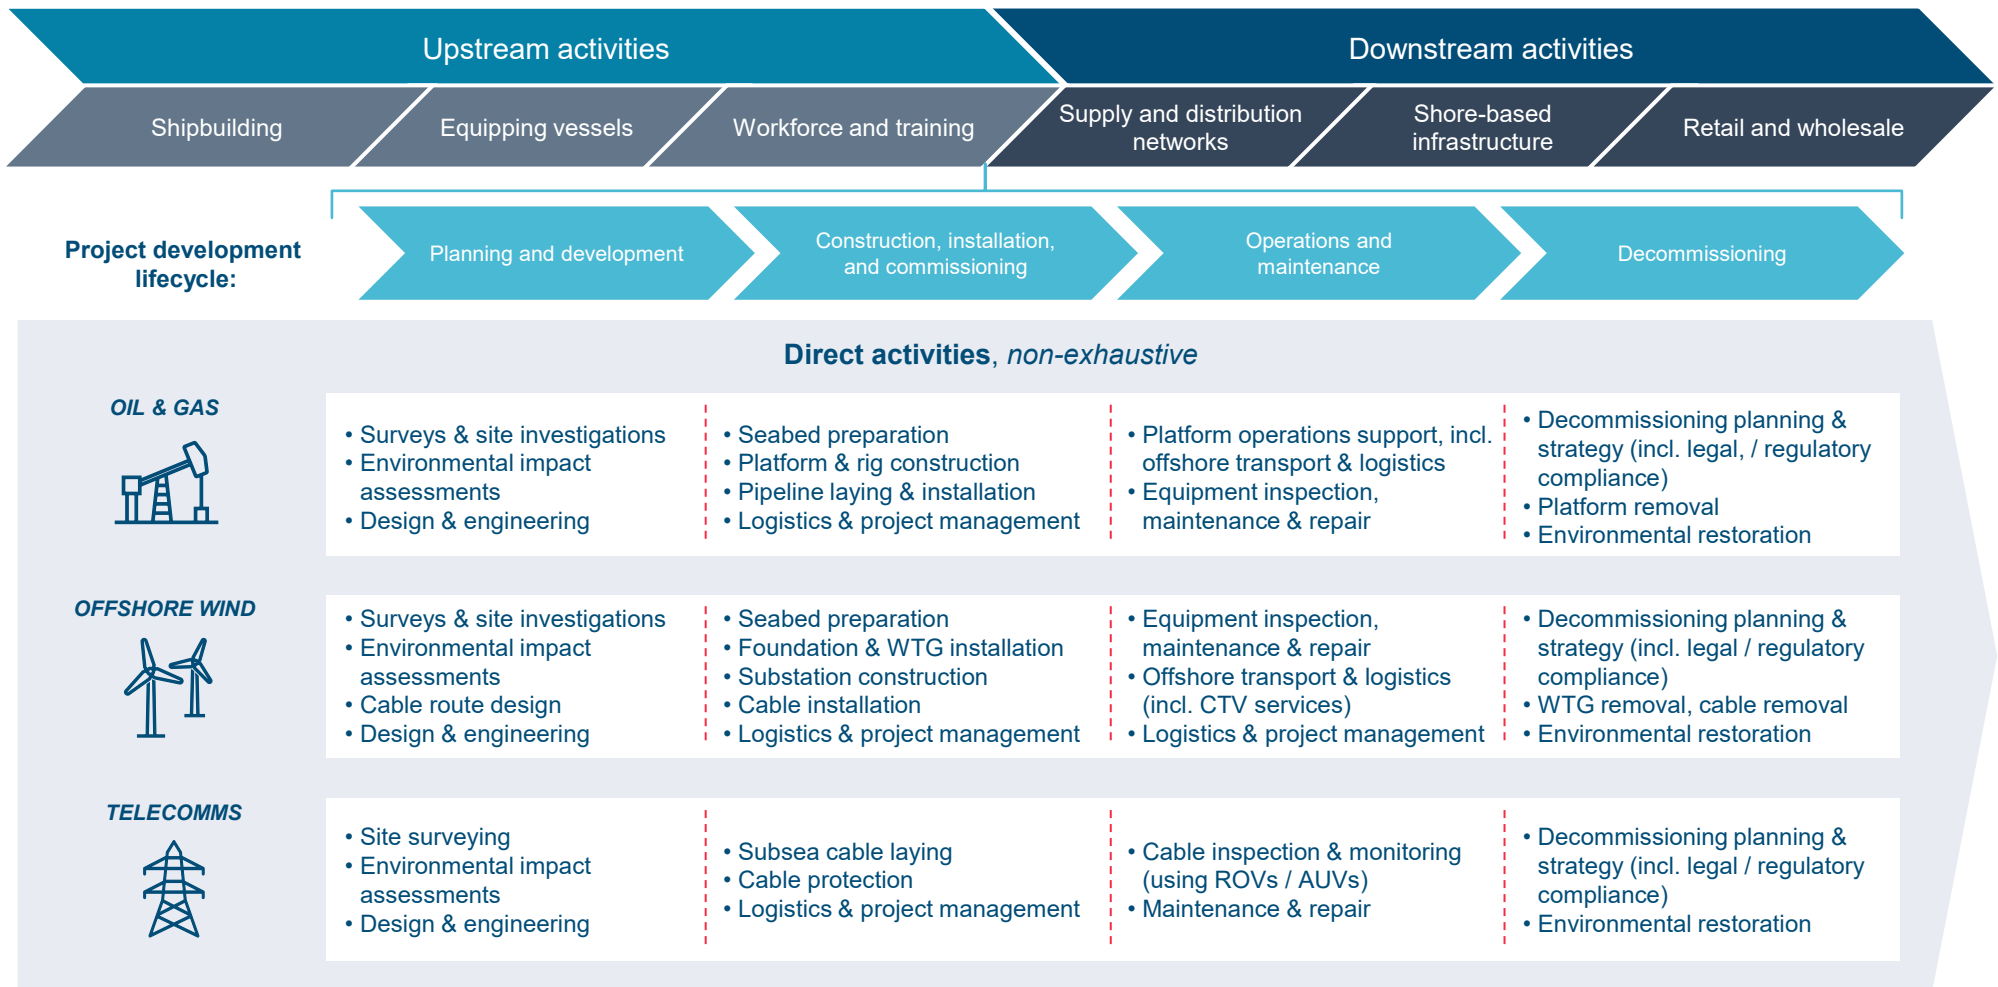 Upstream activities
Downstream activities
Shipbuilding
Equipping vessels
Workforce and training
Supply and distribution
networks
Shore-based
infrastructure
Retail and wholesale
Project development
lifecycle:
Planning and development
Construction, installation,
and commissioning
Operations and
maintenance
Decommissioning
Direct activities, non-exhaustive
OIL & GAS
• Surveys & site investigations
• Environmental impact
assessments
• Design & engineering
• Seabed preparation
• Platform & rig construction
• Pipeline laying & installation
• Logistics & project management
• Platform operations support, incl.
offshore transport & logistics
• Equipment inspection,
maintenance & repair
• Decommissioning planning &
strategy (incl. legal, / regulatory
compliance)
• Platform removal
• Environmental restoration
OFFSHORE WIND
• Surveys & site investigations
• Environmental impact
assessments
• Cable route design
• Design & engineering
• Seabed preparation
• Foundation & WTG installation
• Substation construction
• Cable installation
• Logistics & project management
• Equipment inspection,
maintenance & repair
• Offshore transport & logistics
(incl. CTV services)
• Logistics & project management
• Decommissioning planning &
strategy (incl. legal / regulatory
compliance)
• WTG removal, cable removal
• Environmental restoration
TELECOMMS
• Site surveying
• Environmental impact
assessments
• Design & engineering
• Subsea cable laying
• Cable protection
• Logistics & project management
• Cable inspection & monitoring
(using ROVs / AUVs)
• Maintenance & repair
• Decommissioning planning &
strategy (incl. legal / regulatory
compliance)
• Environmental restoration